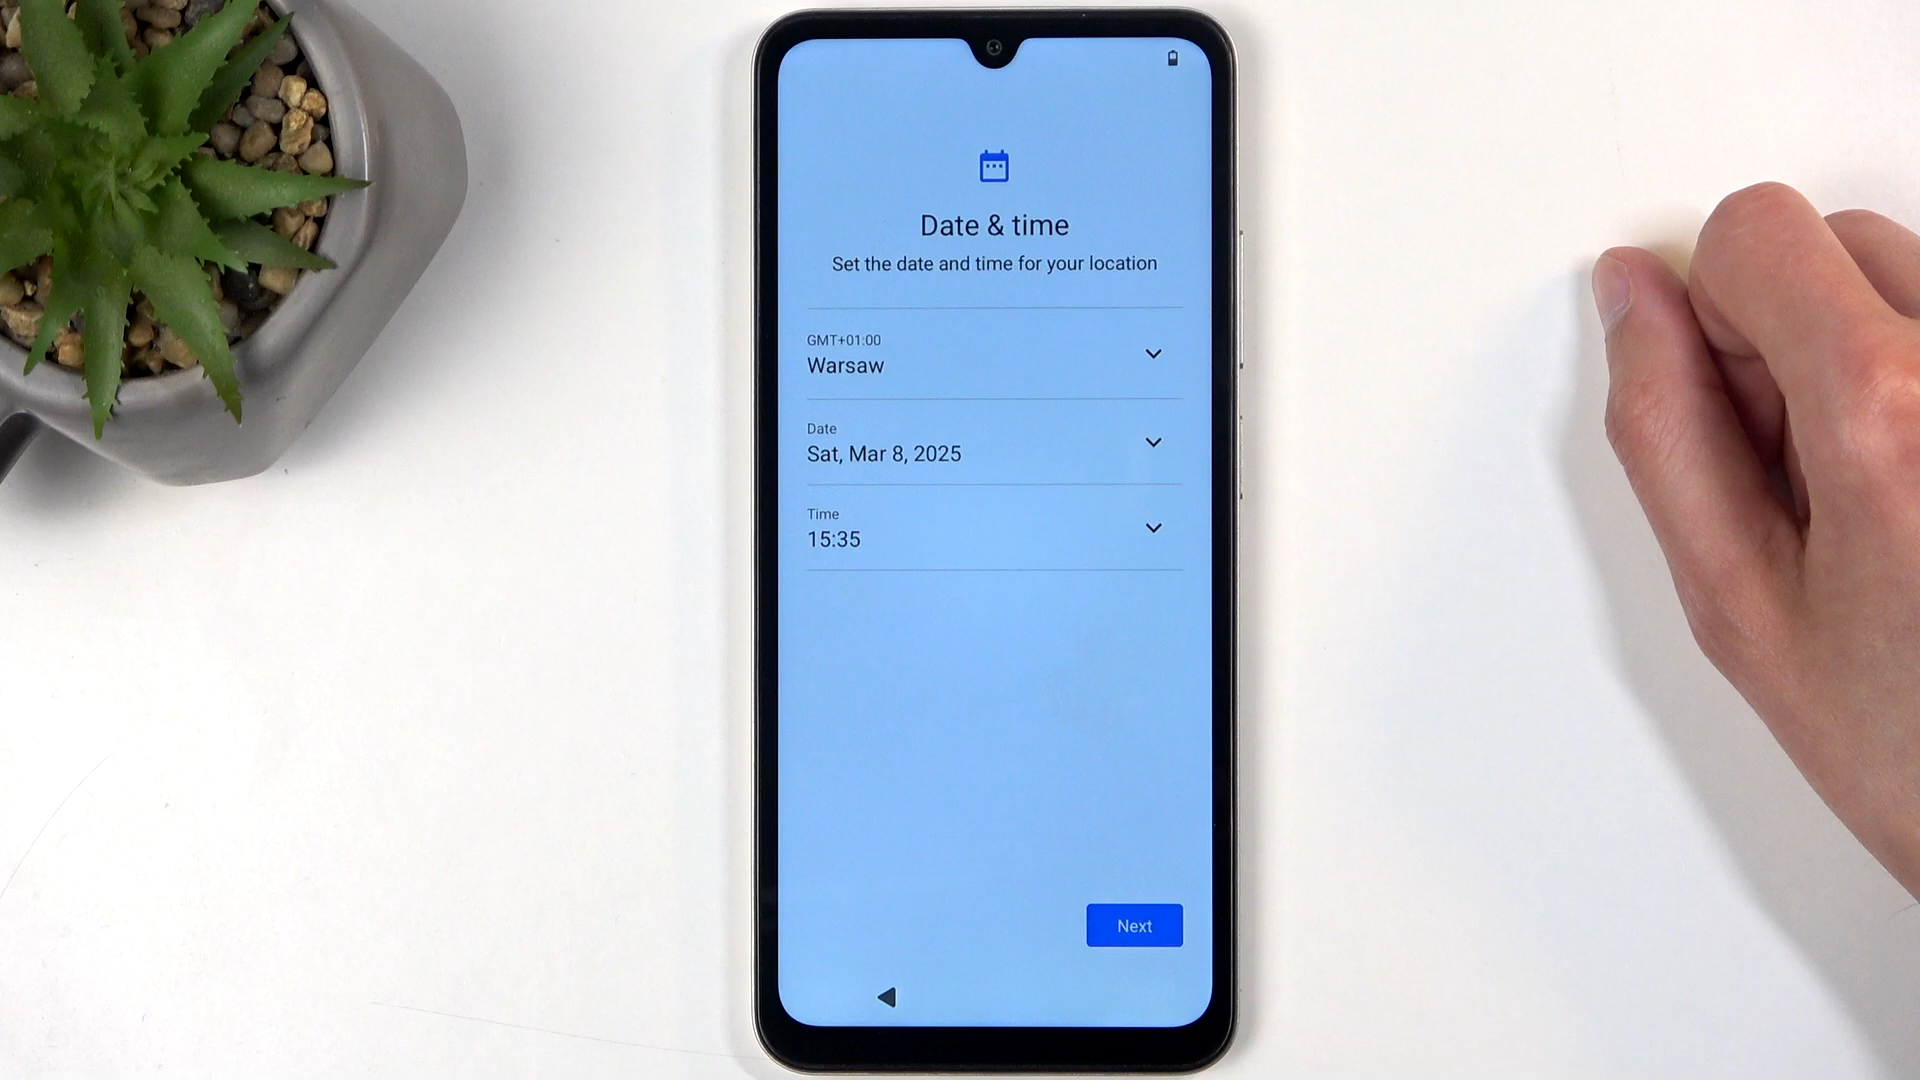 Date & time
Set the date and time for your location
GMT+01:00
Warsaw
Date
Sat, Mar 8, 2025
Time
15:35
Next